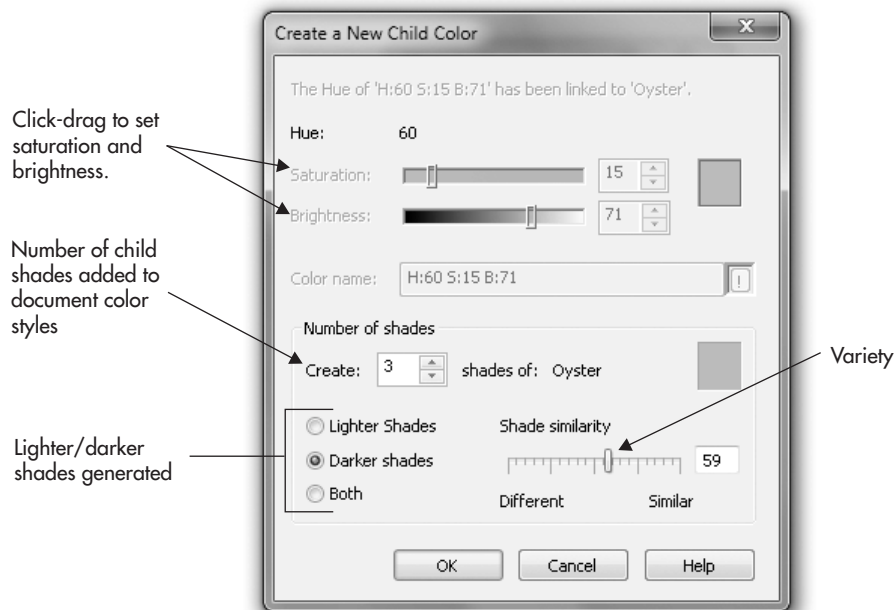 Create a New Child Color
x
The Hue of 'H:60 S:15 B:71' has been linked to 'Oyster'.
Click-drag to set
saturation and
brightness.
Hue: 60
Saturation: 15
Brightness: 71
Number of child
shades added to
document color
styles
Color name: H:60 S:15 B:71 !
Number of shades
Create: 3 shades of: Oyster
Variety
Lighter/darker
shades generated
Lighter Shades
Darker shades
Both
Shade similarity
59
Different Similar
OK Cancel Help